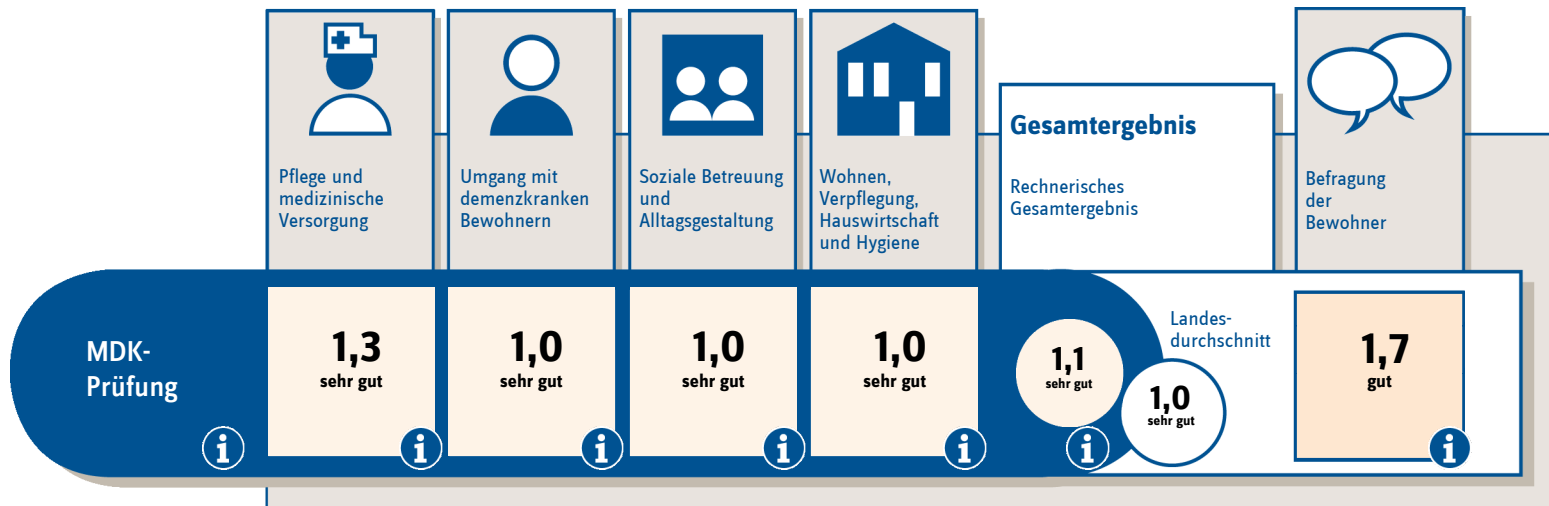 Pflege und
medizinische
Versorgung
Umgang mit
demenzkranken
Bewohnern
Soziale Betreuung
und
Alltagsgestaltung
Wohnen,
Verpflegung,
Hauswirtschaft
und Hygiene
Gesamtergebnis
Rechnerisches
Gesamtergebnis
Befragung
der
Bewohner
MDK-
Prüfung
i
1,3
sehr gut
i
1,0
sehr gut
i
1,0
sehr gut
i
1,0
sehr gut
i
1,1
sehr gut
i
Landes-
durchschnitt
1,0
sehr gut
1,7
gut
i